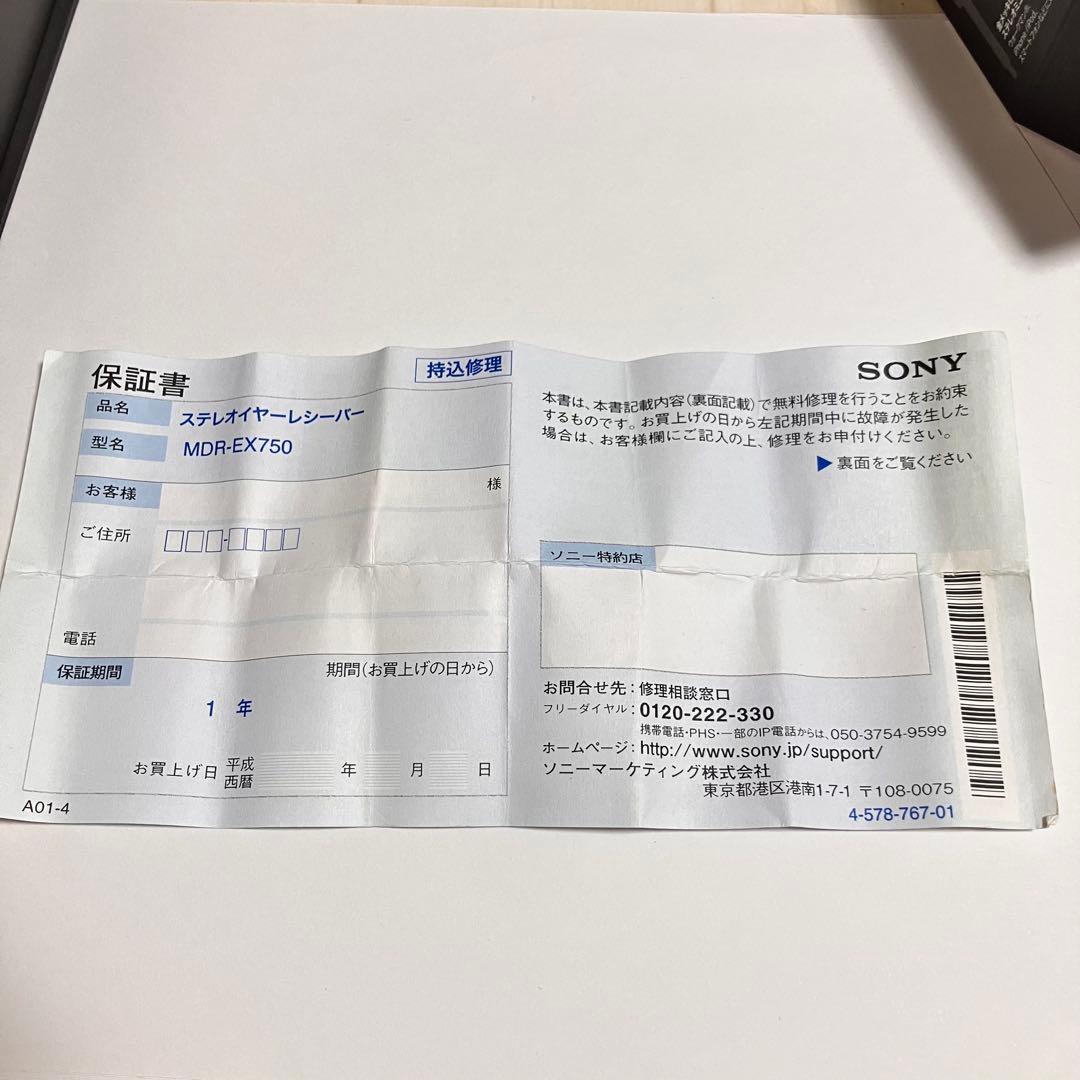 保証書
持込修理
品名 ステレオイヤーレシーバー
型名 MDR-EX750
お客様 様
ご住所
電話
保証期間 期間(お買上げの日から)
1 年
お買上げ日 平成 西暦 年 月 日
A01-4
SONY
本書は、本書記載内容(裏面記載)で無料修理を行うことをお約束
するものです。お買上げの日から左記期間中に故障が発生した
場合は、お客様欄にご記入の上、修理をお申付けください。
▶裏面をご覧ください
ソニー特約店
お問合せ先:修理相談窓口
フリーダイヤル:0120-222-330
携帯電話・PHS・一部のIP電話からは、050-3754-9599
ホームページ:http://www.sony.jp/support/
ソニーマーケティング株式会社
東京都港区港南1-7-1 〒108-0075
4-578-767-01